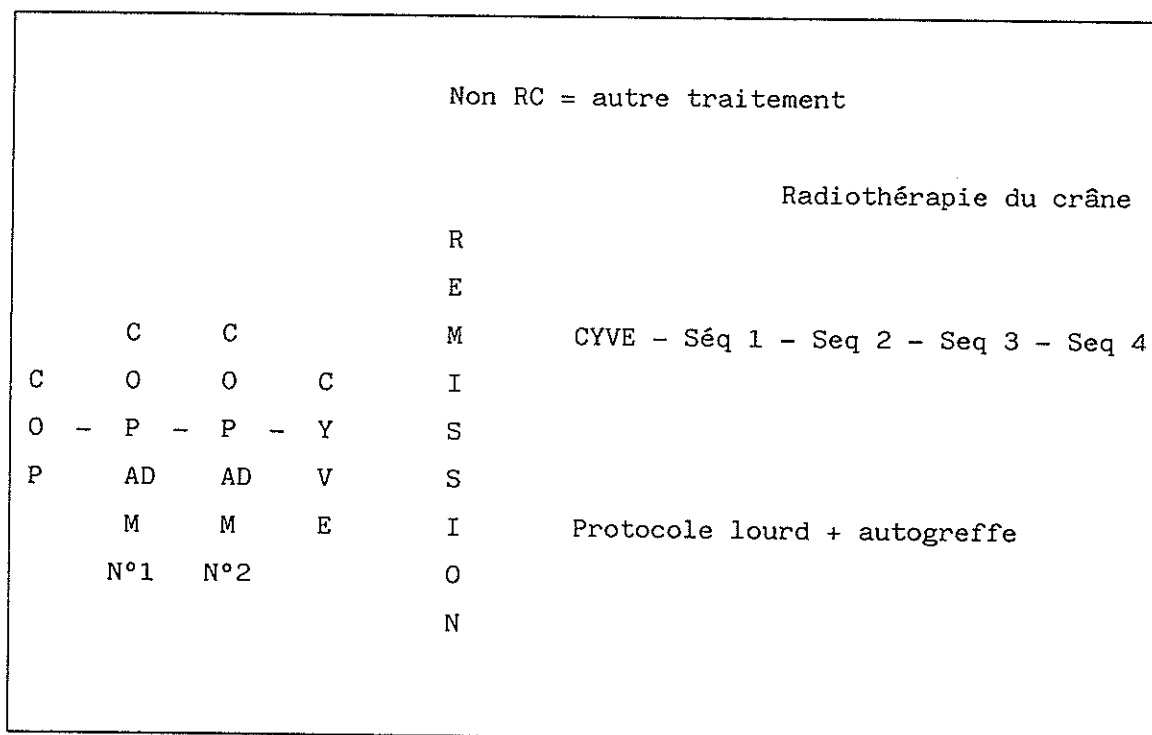 Non RC = autre traitement
Radiothérapie du crâne
R
E
C C M CYVE – Séq 1 – Seq 2 – Seq 3 – Seq 4
C O O C I
O – P – P – Y S
P AD AD V S
M M E I Protocole lourd + autogreffe
N°1 N°2 O
N